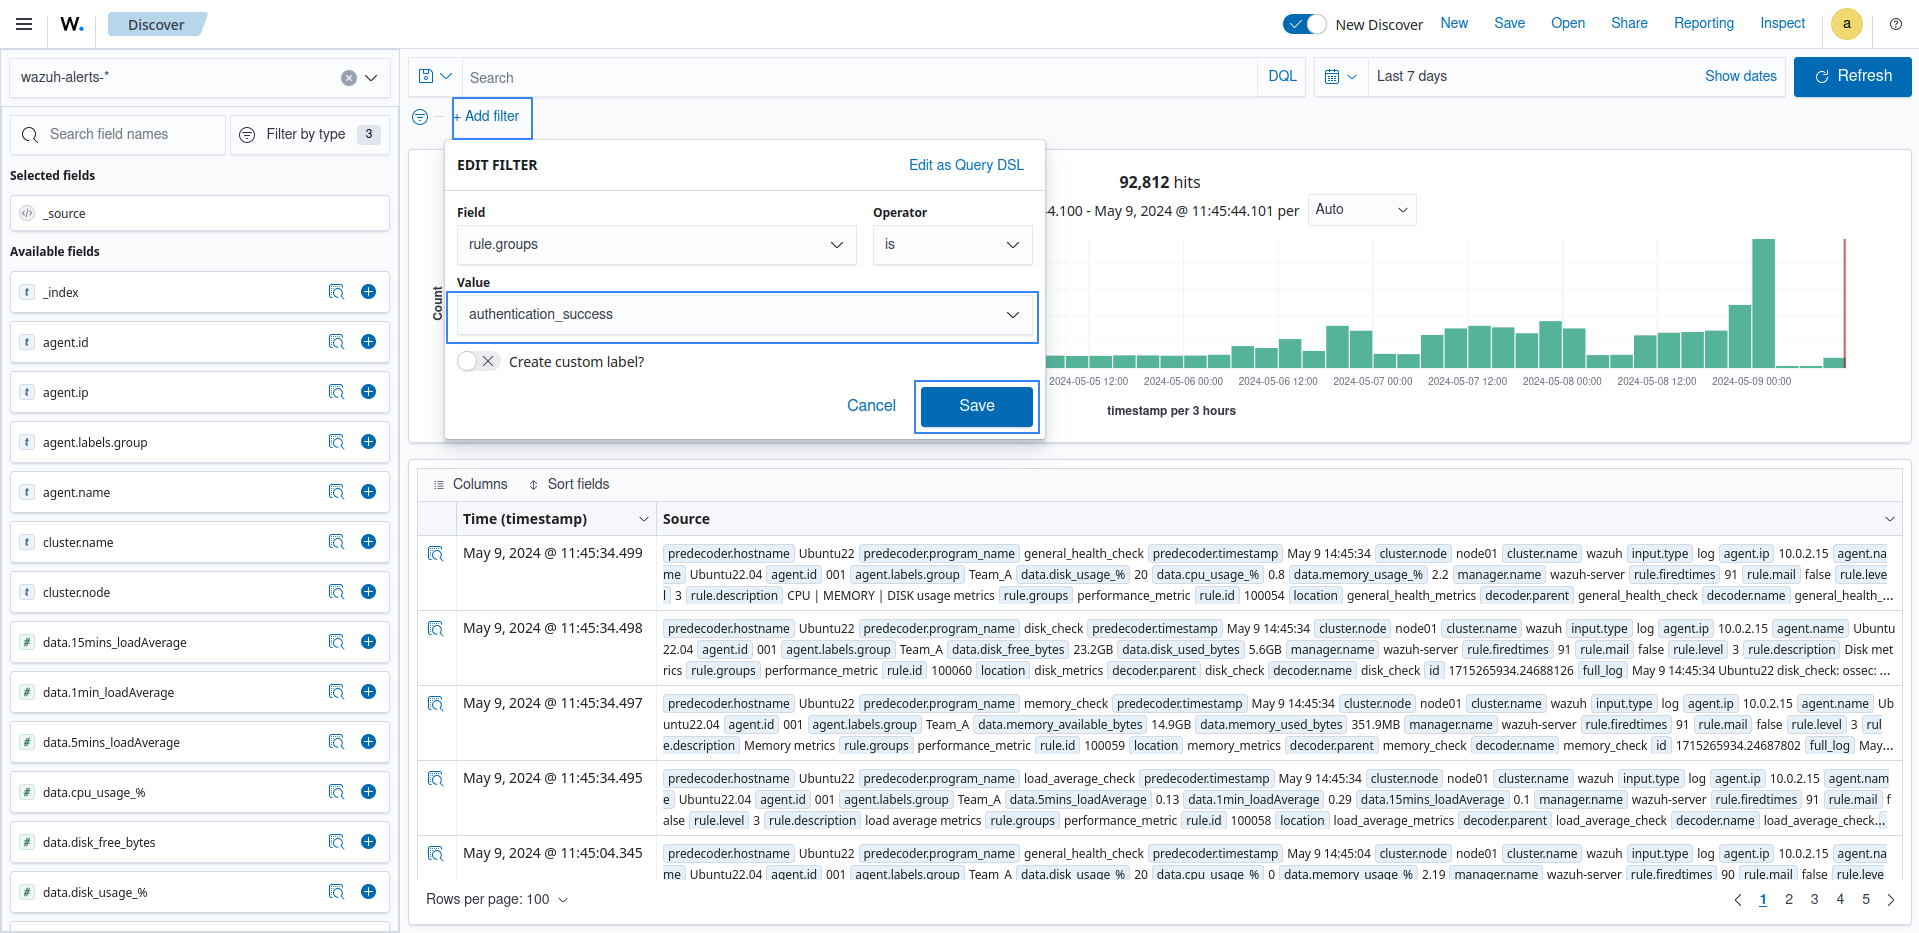 W. Discover New Discover New Save Open Share Reporting Inspect a
wazuh-alerts-*
Search DQL Last 7 days Show dates Refresh
+ Add filter
Search field names Filter by type 3
Selected fields
_source
Available fields
t _index
t agent.id
t agent.ip
t agent.labels.group
t agent.name
t cluster.name
t cluster.node
# data.15mins_loadAverage
# data.1min_loadAverage
# data.5mins_loadAverage
# data.cpu_usage_%
# data.disk_free_bytes
# data.disk_usage_%
EDIT FILTER Edit as Query DSL
Field Operator
rule.groups is
Value
authentication_success
Create custom label?
Cancel Save
92,812 hits
4.100 - May 9, 2024 @ 11:45:44.101 per Auto
Count
2024-05-05 12:00 2024-05-06 00:00 2024-05-06 12:00 2024-05-07 00:00 2024-05-07 12:00 2024-05-08 00:00 2024-05-08 12:00 2024-05-09 00:00
timestamp per 3 hours
Columns Sort fields
Time (timestamp) Source
May 9, 2024 @ 11:45:34.499 predecoder.hostname Ubuntu22 predecoder.program_name general_health_check predecoder.timestamp May 9 14:45:34 cluster.node node01 cluster.name wazuh input.type log agent.ip 10.0.2.15 agent.na
me Ubuntu22.04 agent.id 001 agent.labels.group Team_A data.disk_usage_% 20 data.cpu_usage_% 0.8 data.memory_usage_% 2.2 manager.name wazuh-server rule.firedtimes 91 rule.mail false rule.leve
l 3 rule.description CPU | MEMORY | DISK usage metrics rule.groups performance_metric rule.id 100054 location general_health_metrics decoder.parent general_health_check decoder.name general_health_...
May 9, 2024 @ 11:45:34.498 predecoder.hostname Ubuntu22 predecoder.program_name disk_check predecoder.timestamp May 9 14:45:34 cluster.node node01 cluster.name wazuh input.type log agent.ip 10.0.2.15 agent.name Ubuntu
22.04 agent.id 001 agent.labels.group Team_A data.disk_free_bytes 23.2GB data.disk_used_bytes 5.6GB manager.name wazuh-server rule.firedtimes 91 rule.mail false rule.level 3 rule.description Disk met
rics rule.groups performance_metric rule.id 100060 location disk_metrics decoder.parent disk_check decoder.name disk_check id 1715265934.24688126 full_log May 9 14:45:34 Ubuntu22 disk_check: ossec: ...
May 9, 2024 @ 11:45:34.497 predecoder.hostname Ubuntu22 predecoder.program_name memory_check predecoder.timestamp May 9 14:45:34 cluster.node node01 cluster.name wazuh input.type log agent.ip 10.0.2.15 agent.name Ub
untu22.04 agent.id 001 agent.labels.group Team_A data.memory_available_bytes 14.9GB data.memory_used_bytes 351.9MB manager.name wazuh-server rule.firedtimes 91 rule.mail false rule.level 3 rul
e.description Memory metrics rule.groups performance_metric rule.id 100059 location memory_metrics decoder.parent memory_check decoder.name memory_check id 1715265934.24687802 full_log May...
May 9, 2024 @ 11:45:34.495 predecoder.hostname Ubuntu22 predecoder.program_name load_average_check predecoder.timestamp May 9 14:45:34 cluster.node node01 cluster.name wazuh input.type log agent.ip 10.0.2.15 agent.nam
e Ubuntu22.04 agent.id 001 agent.labels.group Team_A data.5mins_loadAverage 0.13 data.1min_loadAverage 0.29 data.15mins_loadAverage 0.1 manager.name wazuh-server rule.firedtimes 91 rule.mail f
alse rule.level 3 rule.description load average metrics rule.groups performance_metric rule.id 100058 location load_average_metrics decoder.parent load_average_check decoder.name load_average_check...
May 9, 2024 @ 11:45:04.345 predecoder.hostname Ubuntu22 predecoder.program_name general_health_check predecoder.timestamp May 9 14:45:04 cluster.node node01 cluster.name wazuh input.type log agent.ip 10.0.2.15 agent.na
me Ubuntu22.04 agent.id 001 agent.labels.group Team_A data.disk_usage_% 20 data.cpu_usage_% 0 data.memory_usage_% 2.19 manager.name wazuh-server rule.firedtimes 90 rule.mail false rule.leve
Rows per page: 100 1 2 3 4 5